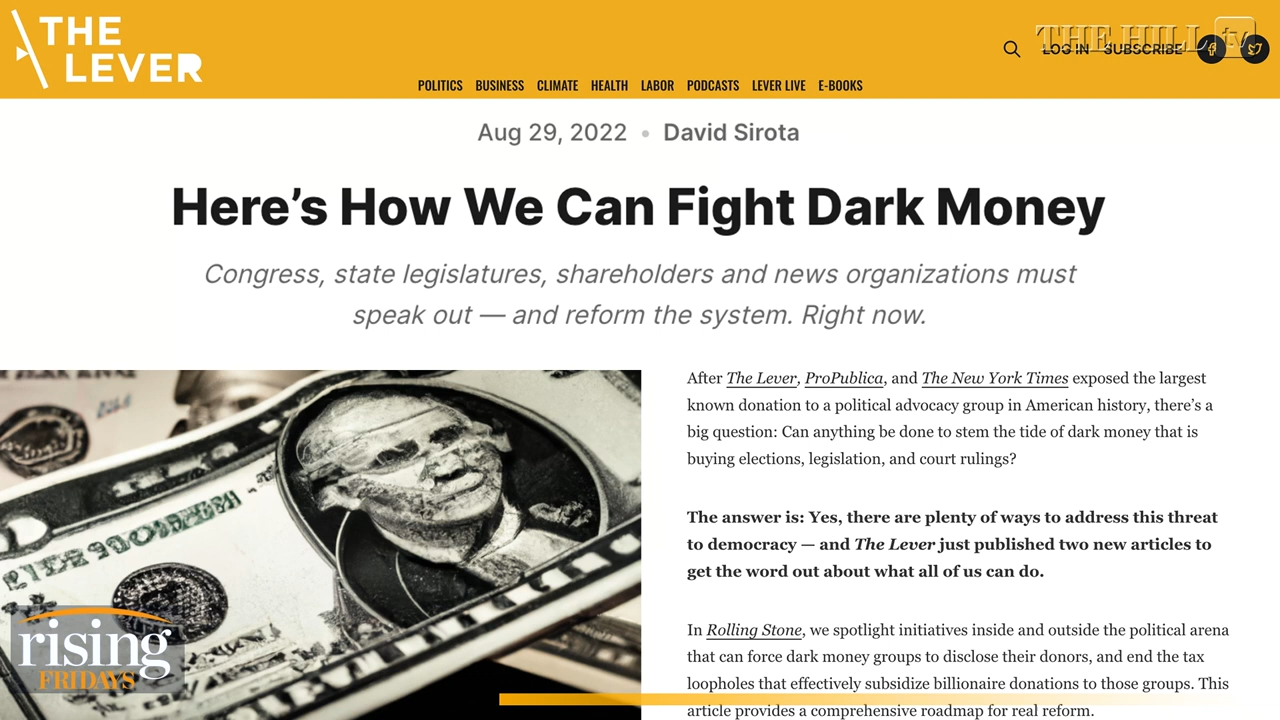 THE
LEVER
THE HILL tv
LOG IN SUBSCRIBE
POLITICS BUSINESS CLIMATE HEALTH LABOR PODCASTS LEVER LIVE E-BOOKS
Aug 29, 2022 • David Sirota
Here’s How We Can Fight Dark Money
Congress, state legislatures, shareholders and news organizations must
speak out — and reform the system. Right now.
After The Lever, ProPublica, and The New York Times exposed the largest
known donation to a political advocacy group in American history, there’s a
big question: Can anything be done to stem the tide of dark money that is
buying elections, legislation, and court rulings?
The answer is: Yes, there are plenty of ways to address this threat
to democracy — and The Lever just published two new articles to
get the word out about what all of us can do.
In Rolling Stone, we spotlight initiatives inside and outside the political arena
that can force dark money groups to disclose their donors, and end the tax
loopholes that effectively subsidize billionaire donations to those groups. This
article provides a comprehensive roadmap for real reform.
rising
FRIDAYS